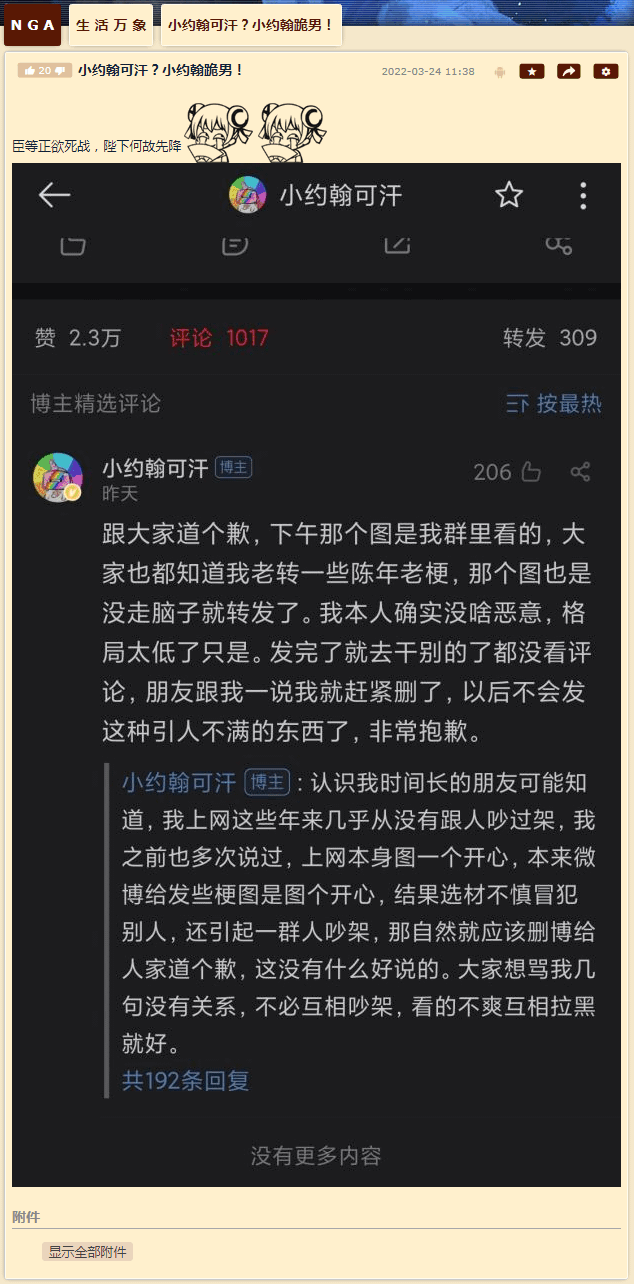 NGA 生活万象 小约翰可汗？小约翰跪男！
20 小约翰可汗？小约翰跪男！ 2022-03-24 11:38
臣等正欲死战，陛下何故先降
小约翰可汗
赞 2.3万 评论 1017 转发 309
博主精选评论 按最热
小约翰可汗 博主 206
昨天
跟大家道个歉，下午那个图是我群里看的，大
家也都知道我老转一些陈年老梗，那个图也是
没走脑子就转发了。我本人确实没啥恶意，格
局太低了只是。发完了就去干别的了都没看评
论，朋友跟我一说我就赶紧删了，以后不会发
这种引人不满的东西了，非常抱歉。
小约翰可汗 博主：认识我时间长的朋友可能知
道，我上网这些年来几乎从没有跟人吵过架，我
之前也多次说过，上网本身图一个开心，本来微
博给发些梗图是图个开心，结果选材不慎冒犯
别人，还引起一群人吵架，那自然就应该删博给
人家道个歉，这没有什么好说的。大家想骂我几
句没有关系，不必互相吵架，看的不爽互相拉黑
就好。
共192条回复
没有更多内容
附件
显示全部附件